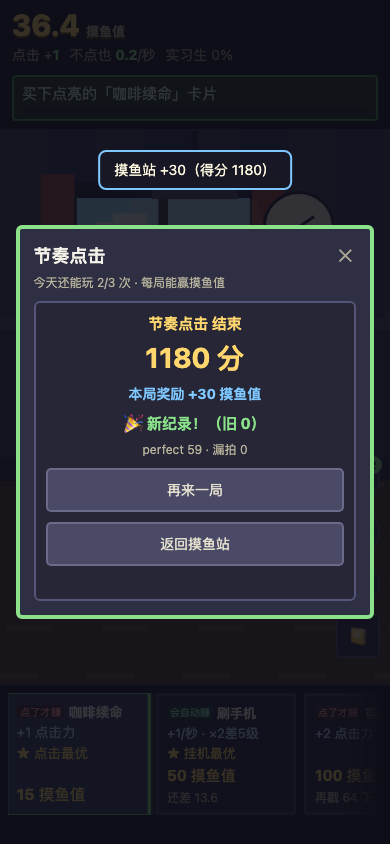 36.4 摸鱼值
点击 +1 不点也 0.2/秒 实习生 0%
买下点亮的「咖啡续命」卡片
摸鱼站 +30（得分 1180）
节奏点击
今天还能玩 2/3 次 · 每局能赢摸鱼值
节奏点击 结束
1180 分
本局奖励 +30 摸鱼值
🎉 新纪录！（旧 0）
perfect 59 · 漏拍 0
再来一局
返回摸鱼站
点了才赚 咖啡续命
+1 点击力
★ 点击最优
15 摸鱼值
会自动赚 刷手机
+1/秒 · ×2差5级
★ 挂机最优
50 摸鱼值
还差 13.6
点了才赚
+2 点击力
100 摸鱼
再戳 64